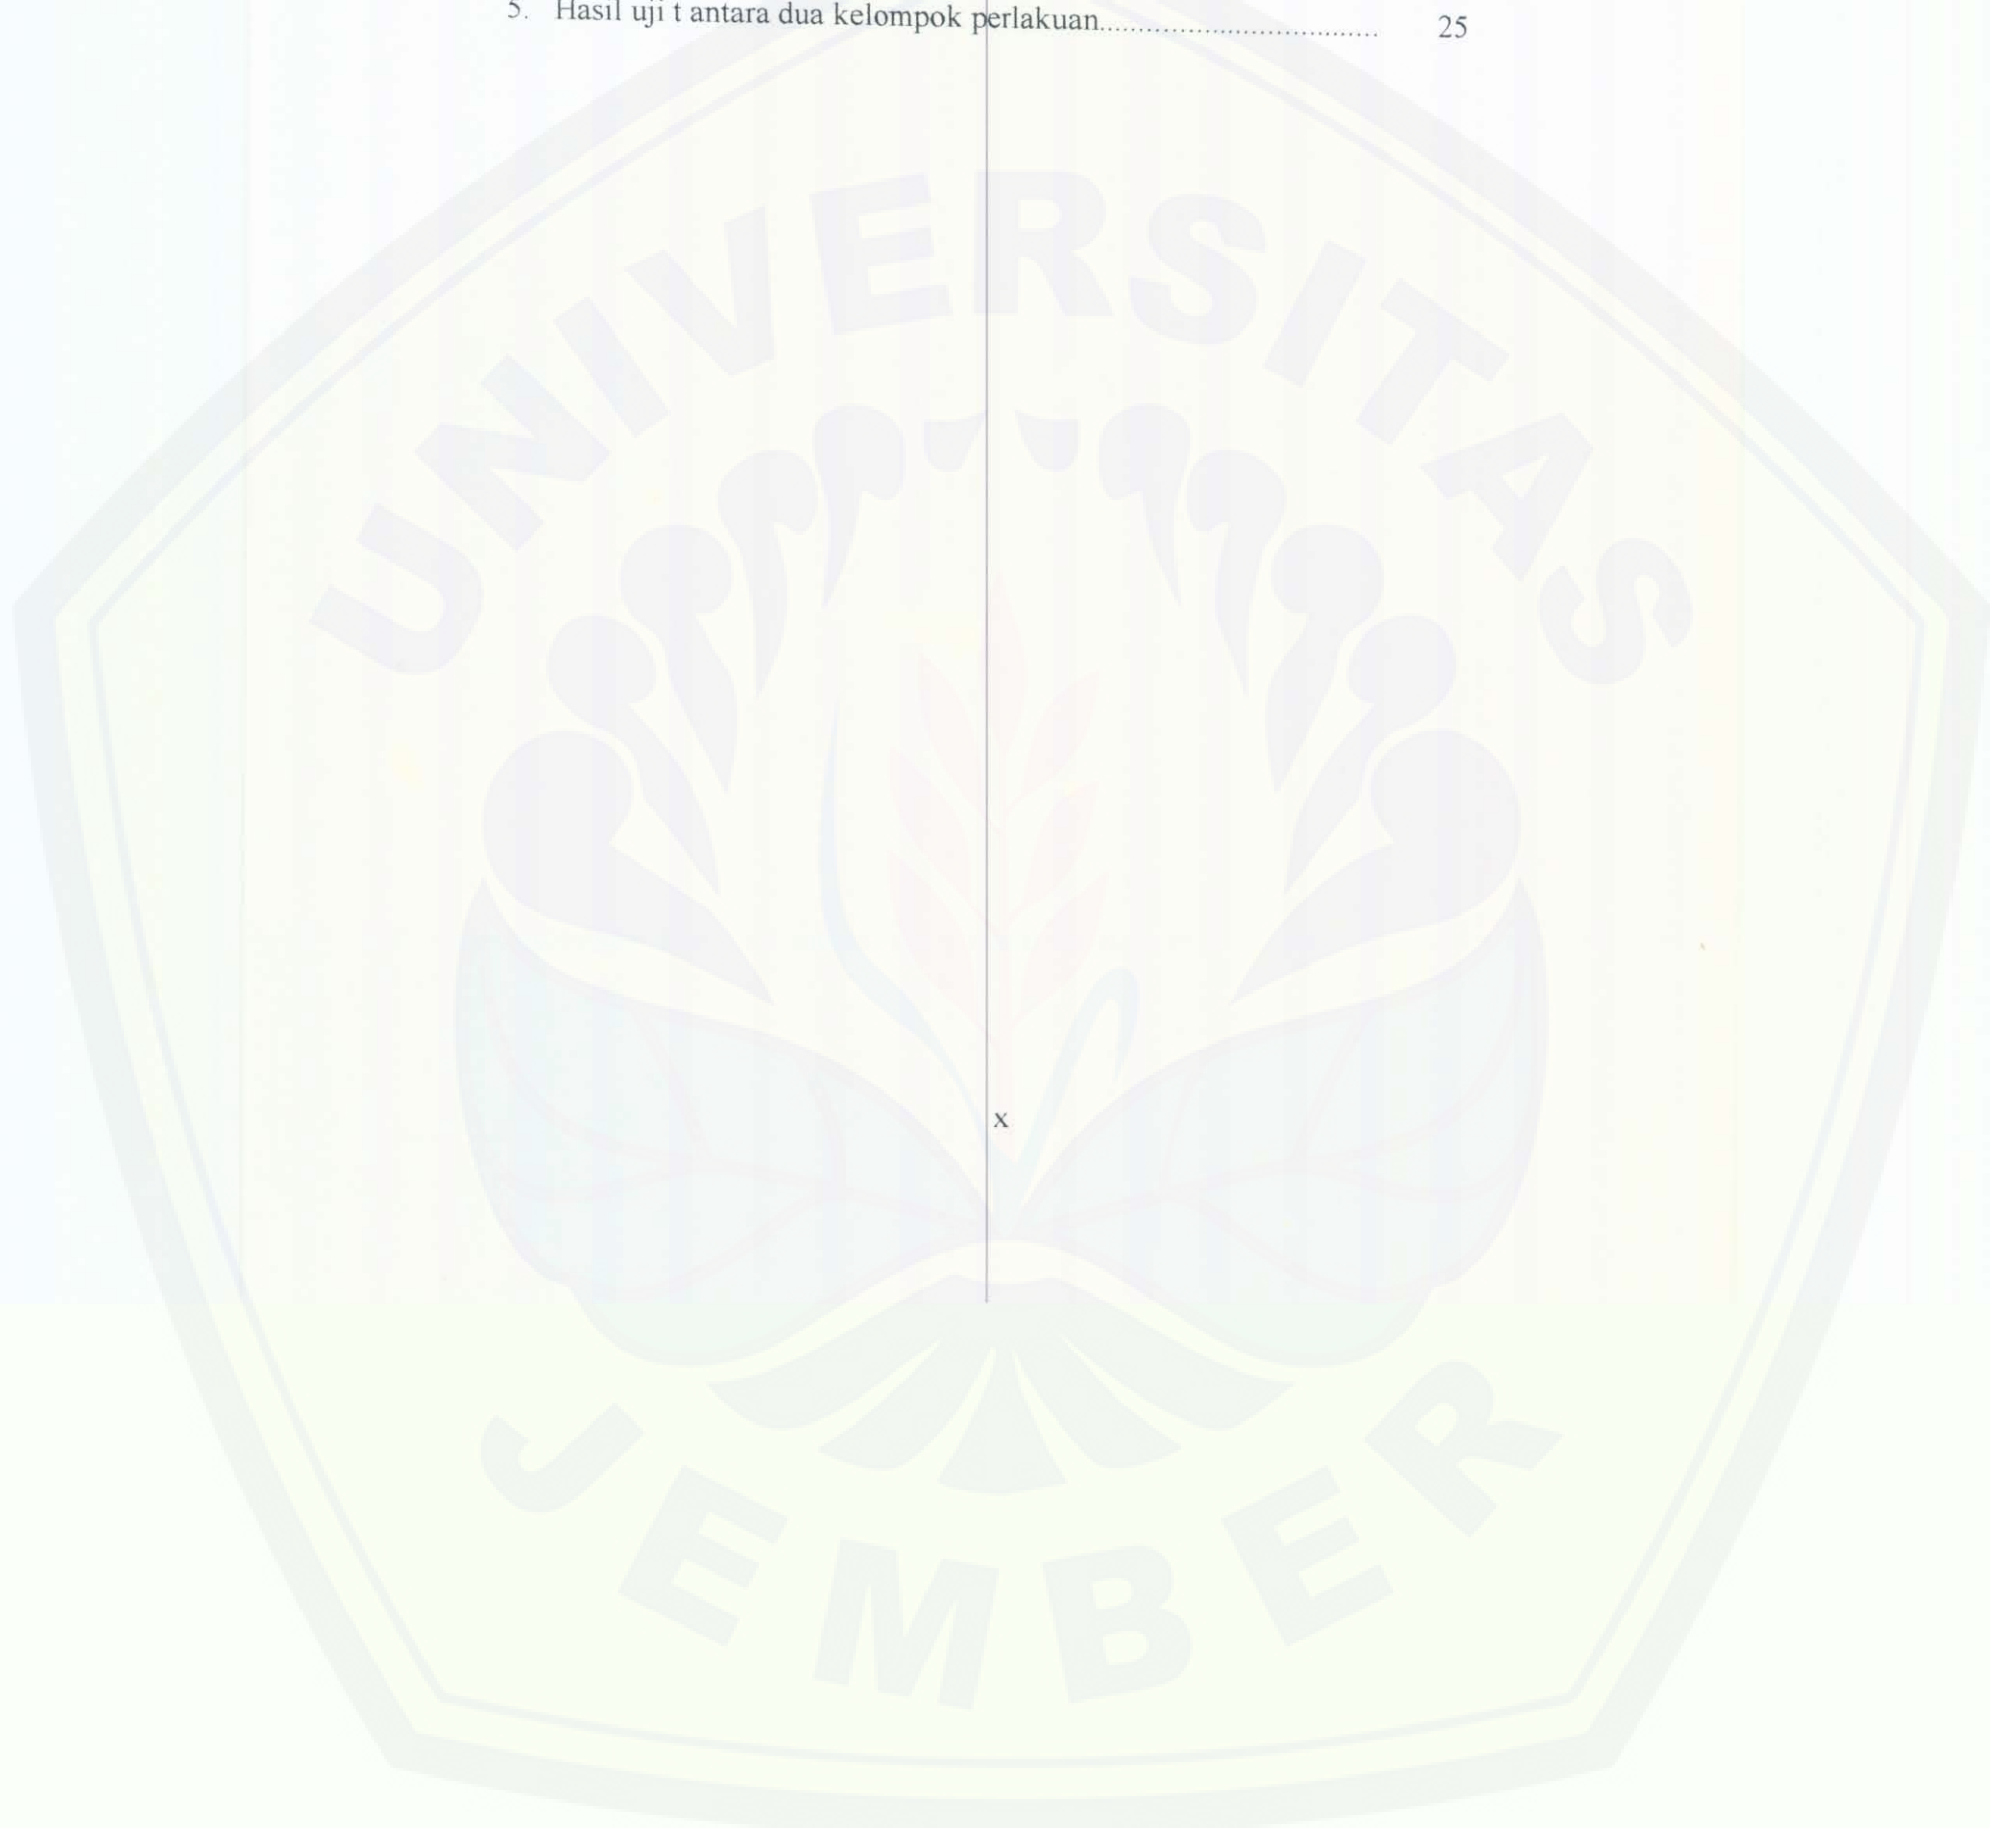 5. Hasil uji t antara dua kelompok perlakuan.................................... 25
UNIVERSITAS
x
JEMBER